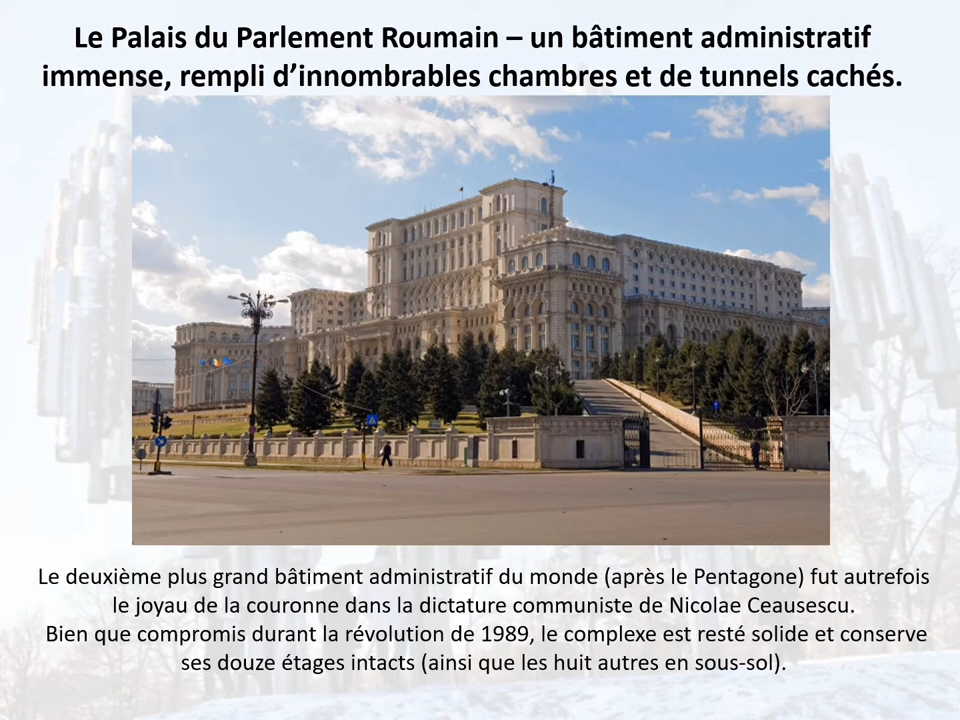 Le Palais du Parlement Roumain – un bâtiment administratif
immense, rempli d’innombrables chambres et de tunnels cachés.
Le deuxième plus grand bâtiment administratif du monde (après le Pentagone) fut autrefois
le joyau de la couronne dans la dictature communiste de Nicolae Ceausescu.
Bien que compromis durant la révolution de 1989, le complexe est resté solide et conserve
ses douze étages intacts (ainsi que les huit autres en sous-sol).